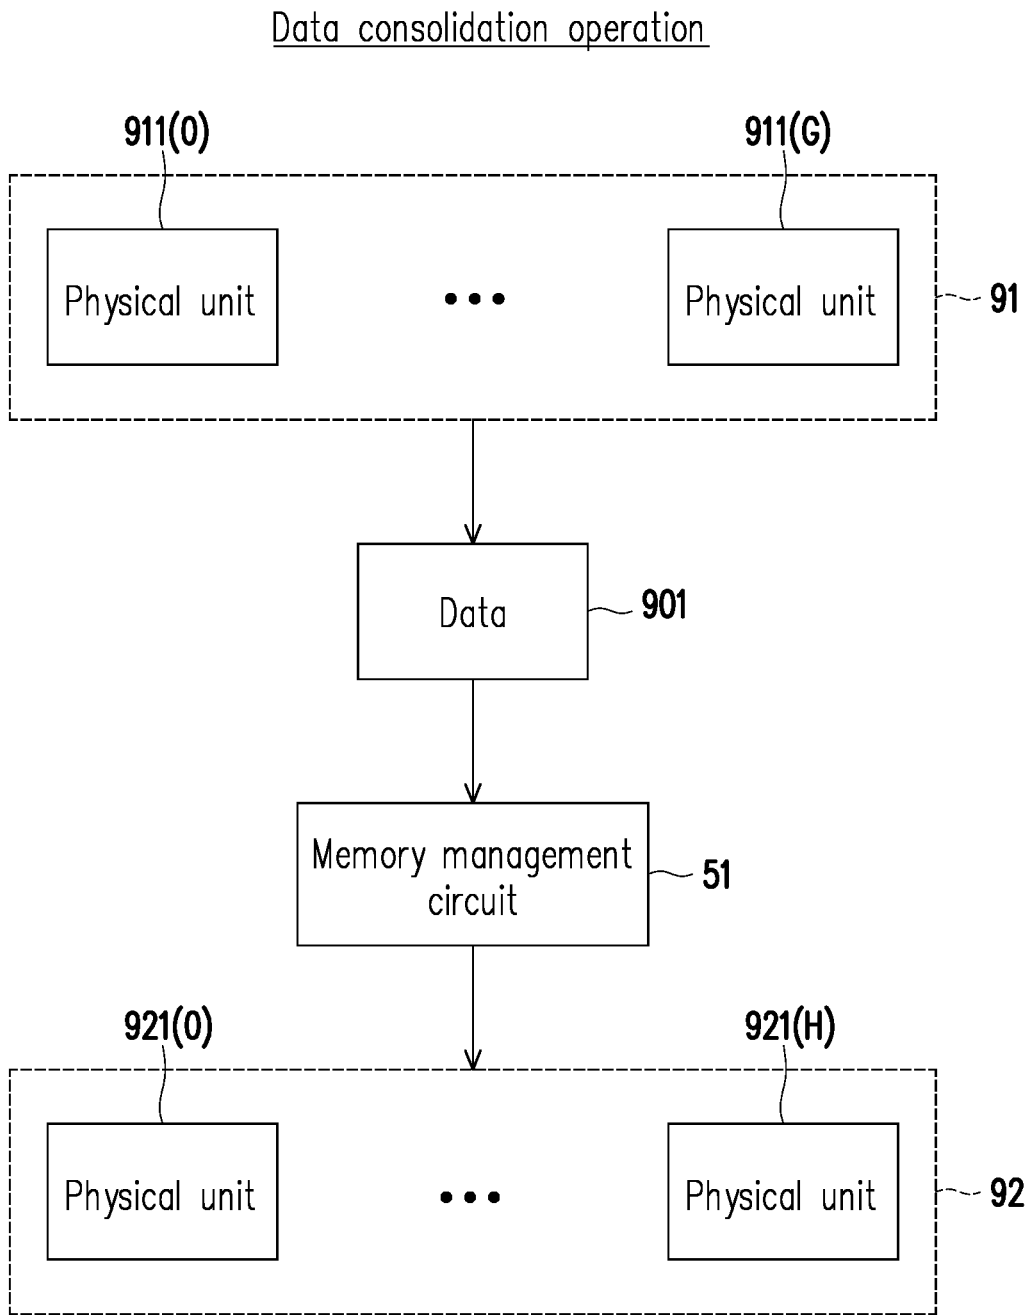 Data consolidation operation
911(0)
911(G)
Physical unit
Physical unit
91
Data
901
Memory management
circuit
51
921(0)
921(H)
Physical unit
Physical unit
92